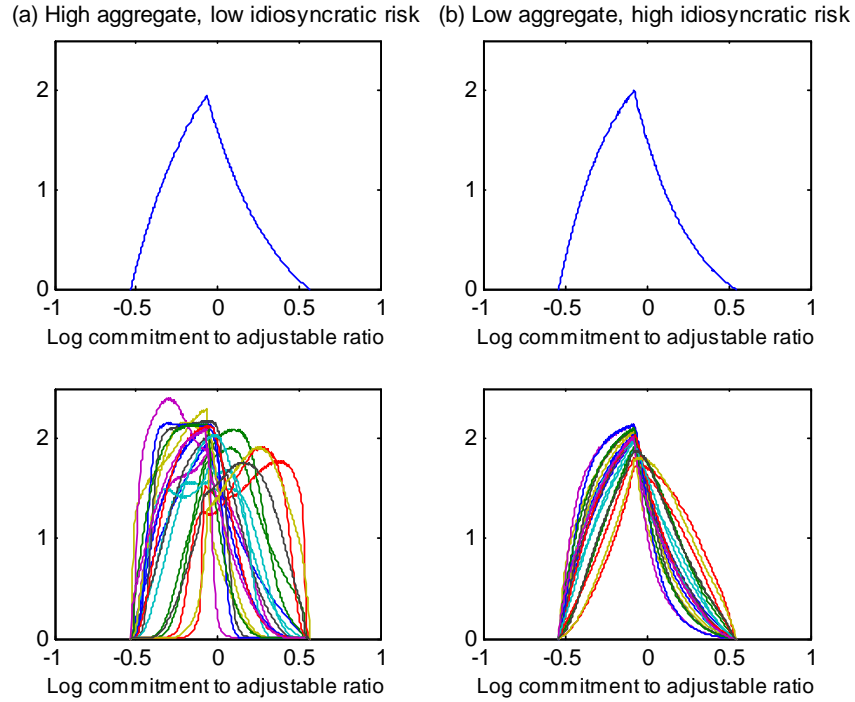 (a) High aggregate, low idiosyncratic risk
(b) Low aggregate, high idiosyncratic risk
2
1
0
-1 -0.5 0 0.5 1
Log commitment to adjustable ratio
2
1
0
-1 -0.5 0 0.5 1
Log commitment to adjustable ratio
2
1
0
-1 -0.5 0 0.5 1
Log commitment to adjustable ratio
2
1
0
-1 -0.5 0 0.5 1
Log commitment to adjustable ratio